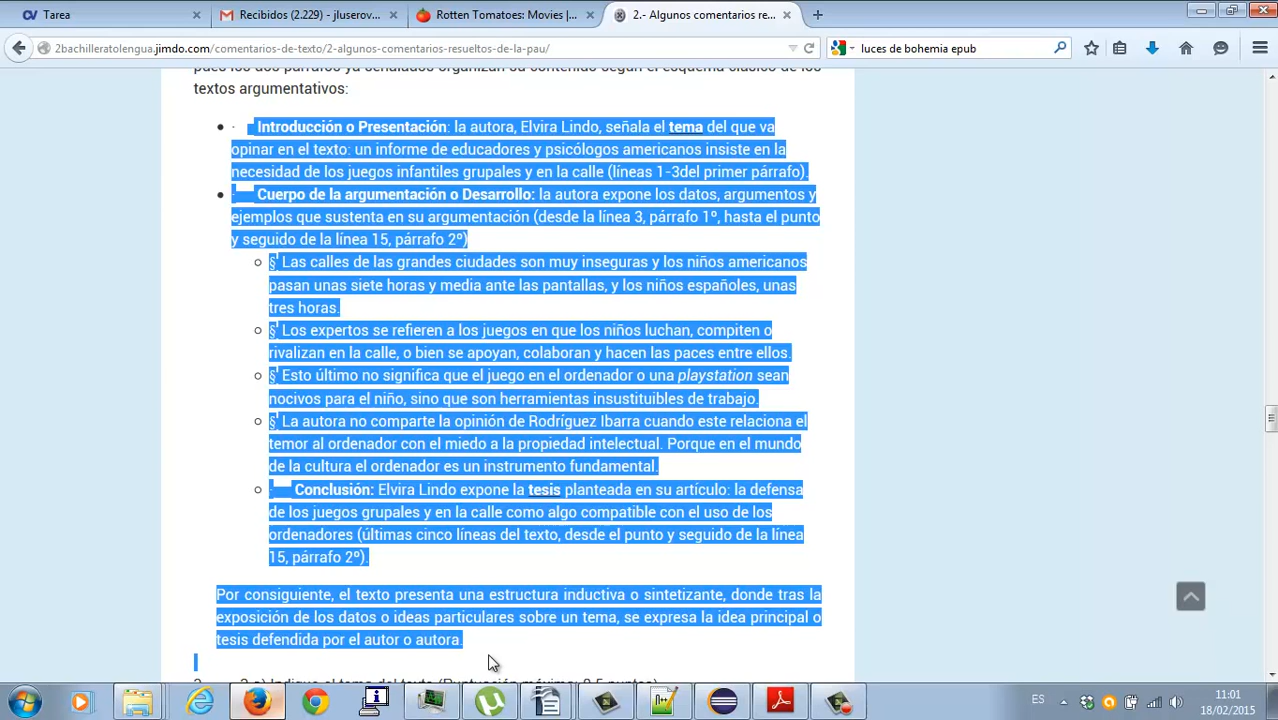 Tarea
Recibidos (2.229) - jluserov...
Rotten Tomatoes: Movies |...
2.- Algunos comentarios re...
2bachilleratolengua.jimdo.com/comentarios-de-texto/2-algunos-comentarios-resueltos-de-la-pau/
luces de bohemia epub
pues los dos párrafos ya señalados organizan su contenido según el esquema clásico de los
textos argumentativos:
· Introducción o Presentación: la autora, Elvira Lindo, señala el tema del que va
opinar en el texto: un informe de educadores y psicólogos americanos insiste en la
necesidad de los juegos infantiles grupales y en la calle (líneas 1-3del primer párrafo).
Cuerpo de la argumentación o Desarrollo: la autora expone los datos, argumentos y
ejemplos que sustenta en su argumentación (desde la línea 3, párrafo 1º, hasta el punto
y seguido de la línea 15, párrafo 2º)
§ Las calles de las grandes ciudades son muy inseguras y los niños americanos
pasan unas siete horas y media ante las pantallas, y los niños españoles, unas
tres horas.
§ Los expertos se refieren a los juegos en que los niños luchan, compiten o
rivalizan en la calle, o bien se apoyan, colaboran y hacen las paces entre ellos.
§ Esto último no significa que el juego en el ordenador o una playstation sean
nocivos para el niño, sino que son herramientas insustituibles de trabajo.
§ La autora no comparte la opinión de Rodríguez Ibarra cuando este relaciona el
temor al ordenador con el miedo a la propiedad intelectual. Porque en el mundo
de la cultura el ordenador es un instrumento fundamental.
Conclusión: Elvira Lindo expone la tesis planteada en su artículo: la defensa
de los juegos grupales y en la calle como algo compatible con el uso de los
ordenadores (últimas cinco líneas del texto, desde el punto y seguido de la línea
15, párrafo 2º).
Por consiguiente, el texto presenta una estructura inductiva o sintetizante, donde tras la
exposición de los datos o ideas particulares sobre un tema, se expresa la idea principal o
tesis defendida por el autor o autora.
ES
11:01
18/02/2015